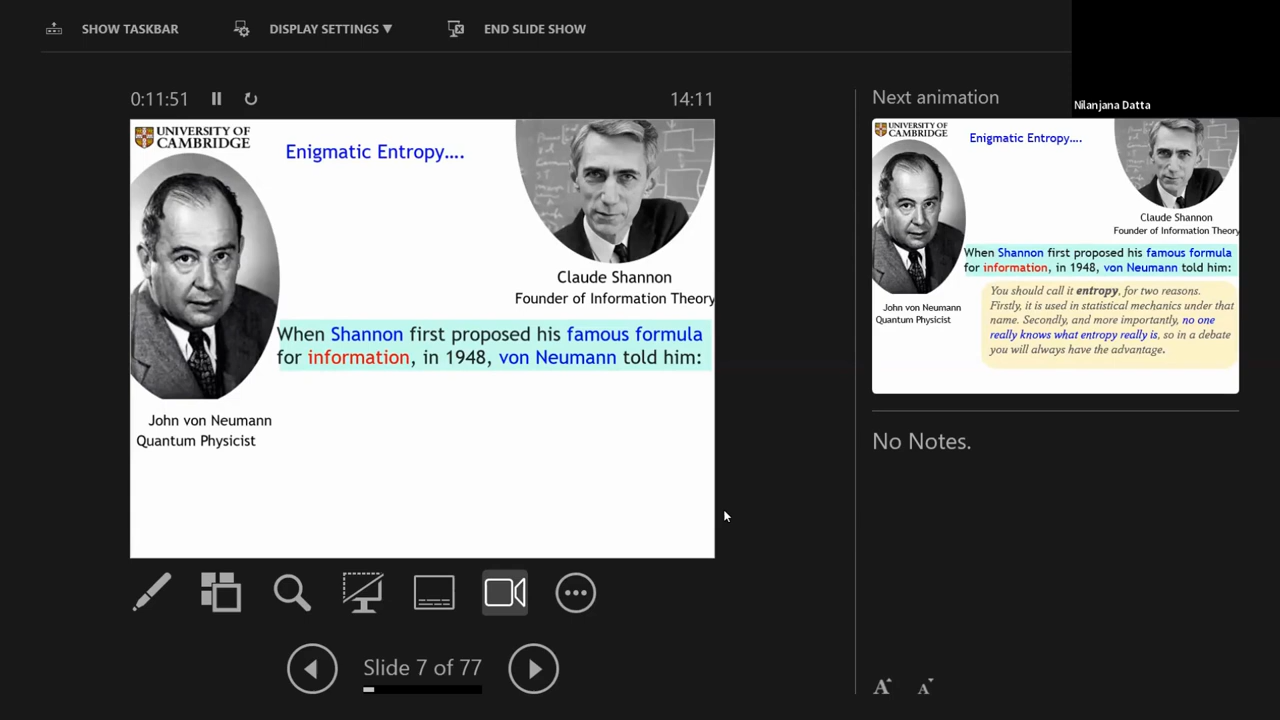 SHOW TASKBAR
DISPLAY SETTINGS ▼
END SLIDE SHOW
0:11:51
14:11
Next animation
Nilanjana Datta
UNIVERSITY OF
CAMBRIDGE
Enigmatic Entropy....
Claude Shannon
Founder of Information Theory
When Shannon first proposed his famous formula
for information, in 1948, von Neumann told him:
John von Neumann
Quantum Physicist
UNIVERSITY OF
CAMBRIDGE
Enigmatic Entropy....
Claude Shannon
Founder of Information Theory
When Shannon first proposed his famous formula
for information, in 1948, von Neumann told him:
You should call it entropy, for two reasons.
Firstly, it is used in statistical mechanics under that
name. Secondly, and more importantly, no one
really knows what entropy really is, so in a debate
you will always have the advantage.
John von Neumann
Quantum Physicist
No Notes.
Slide 7 of 77
A A